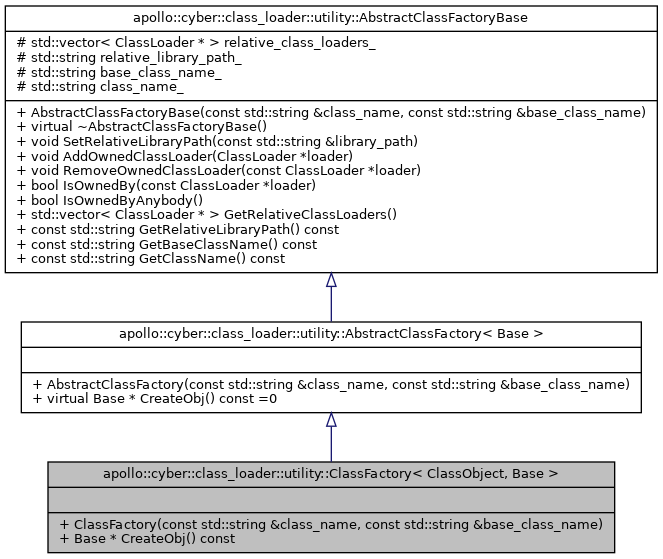 apollo::cyber::class_loader::utility::AbstractClassFactoryBase
# std::vector< ClassLoader * > relative_class_loaders_
# std::string relative_library_path_
# std::string base_class_name_
# std::string class_name_
+ AbstractClassFactoryBase(const std::string &class_name, const std::string &base_class_name)
+ virtual ~AbstractClassFactoryBase()
+ void SetRelativeLibraryPath(const std::string &library_path)
+ void AddOwnedClassLoader(ClassLoader *loader)
+ void RemoveOwnedClassLoader(const ClassLoader *loader)
+ bool IsOwnedBy(const ClassLoader *loader)
+ bool IsOwnedByAnybody()
+ std::vector< ClassLoader * > GetRelativeClassLoaders()
+ const std::string GetRelativeLibraryPath() const
+ const std::string GetBaseClassName() const
+ const std::string GetClassName() const
apollo::cyber::class_loader::utility::AbstractClassFactory< Base >
+ AbstractClassFactory(const std::string &class_name, const std::string &base_class_name)
+ virtual Base * CreateObj() const =0
apollo::cyber::class_loader::utility::ClassFactory< ClassObject, Base >
+ ClassFactory(const std::string &class_name, const std::string &base_class_name)
+ Base * CreateObj() const